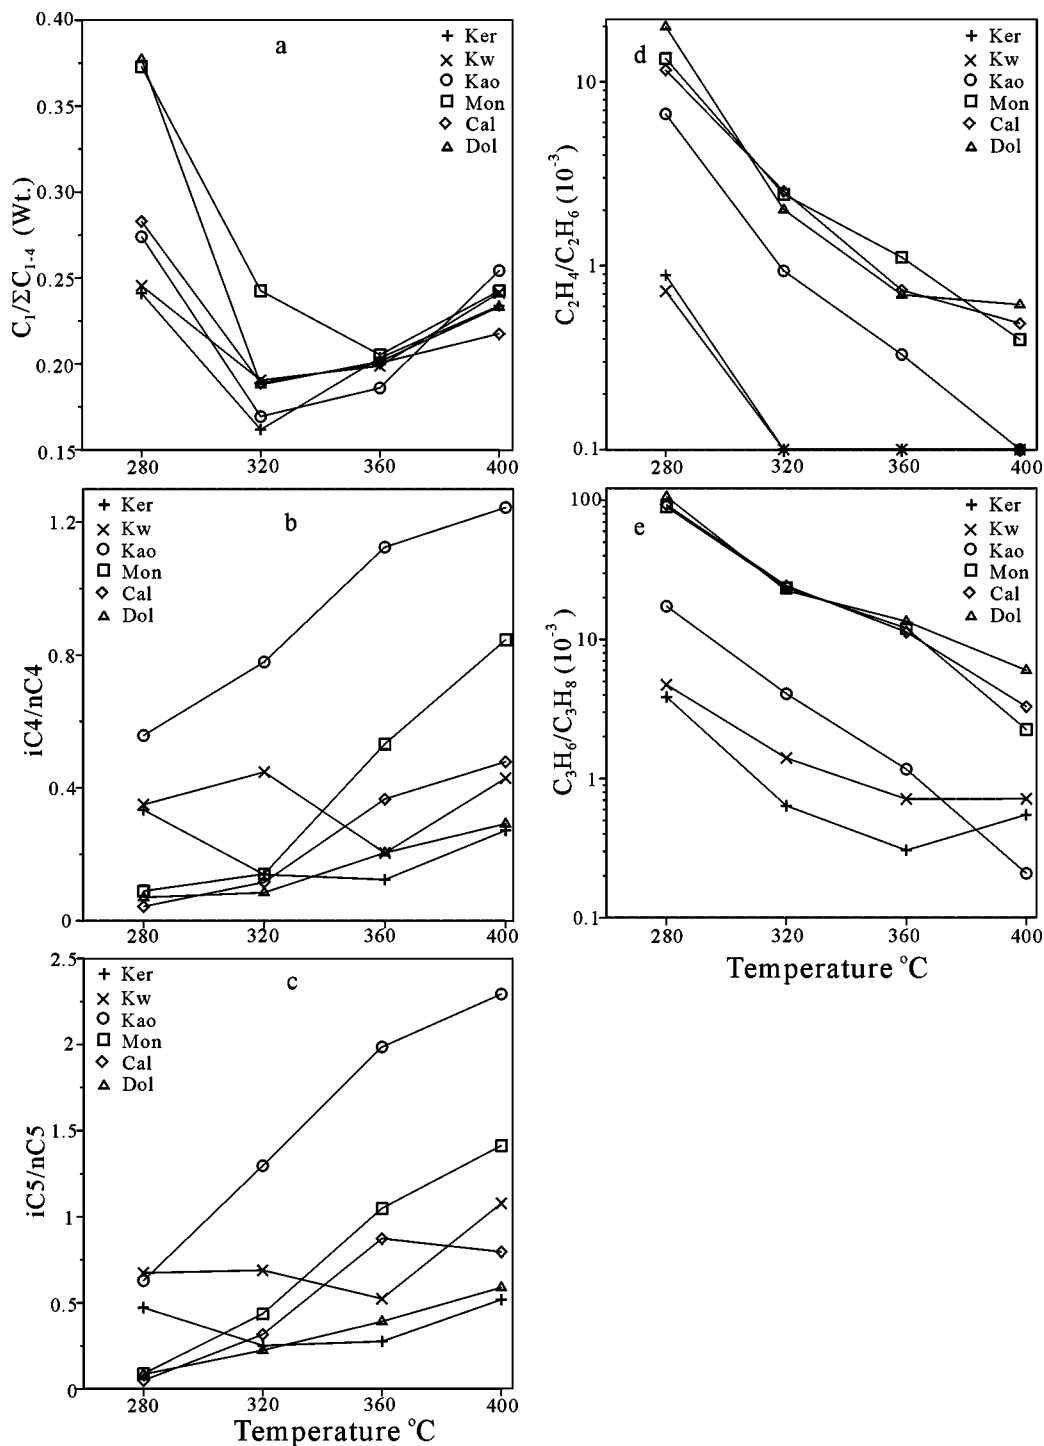 a
0.40
0.35
0.30
0.25
0.20
0.15
C₁/ΣC₁₋₄ (Wt.)
Ker
Kw
Kao
Mon
Cal
Dol
280 320 360 400
d
10
1
0.1
C₂H₄/C₂H₆ (10⁻³)
Ker
Kw
Kao
Mon
Cal
Dol
280 320 360 400
b
1.2
0.8
0.4
0
iC4/nC4
Ker
Kw
Kao
Mon
Cal
Dol
280 320 360 400
e
100
10
1
0.1
C₃H₆/C₃H₈ (10⁻³)
Ker
Kw
Kao
Mon
Cal
Dol
280 320 360 400
Temperature °C
c
2.5
2
1.5
1
0.5
0
iC5/nC5
Ker
Kw
Kao
Mon
Cal
Dol
280 320 360 400
Temperature °C